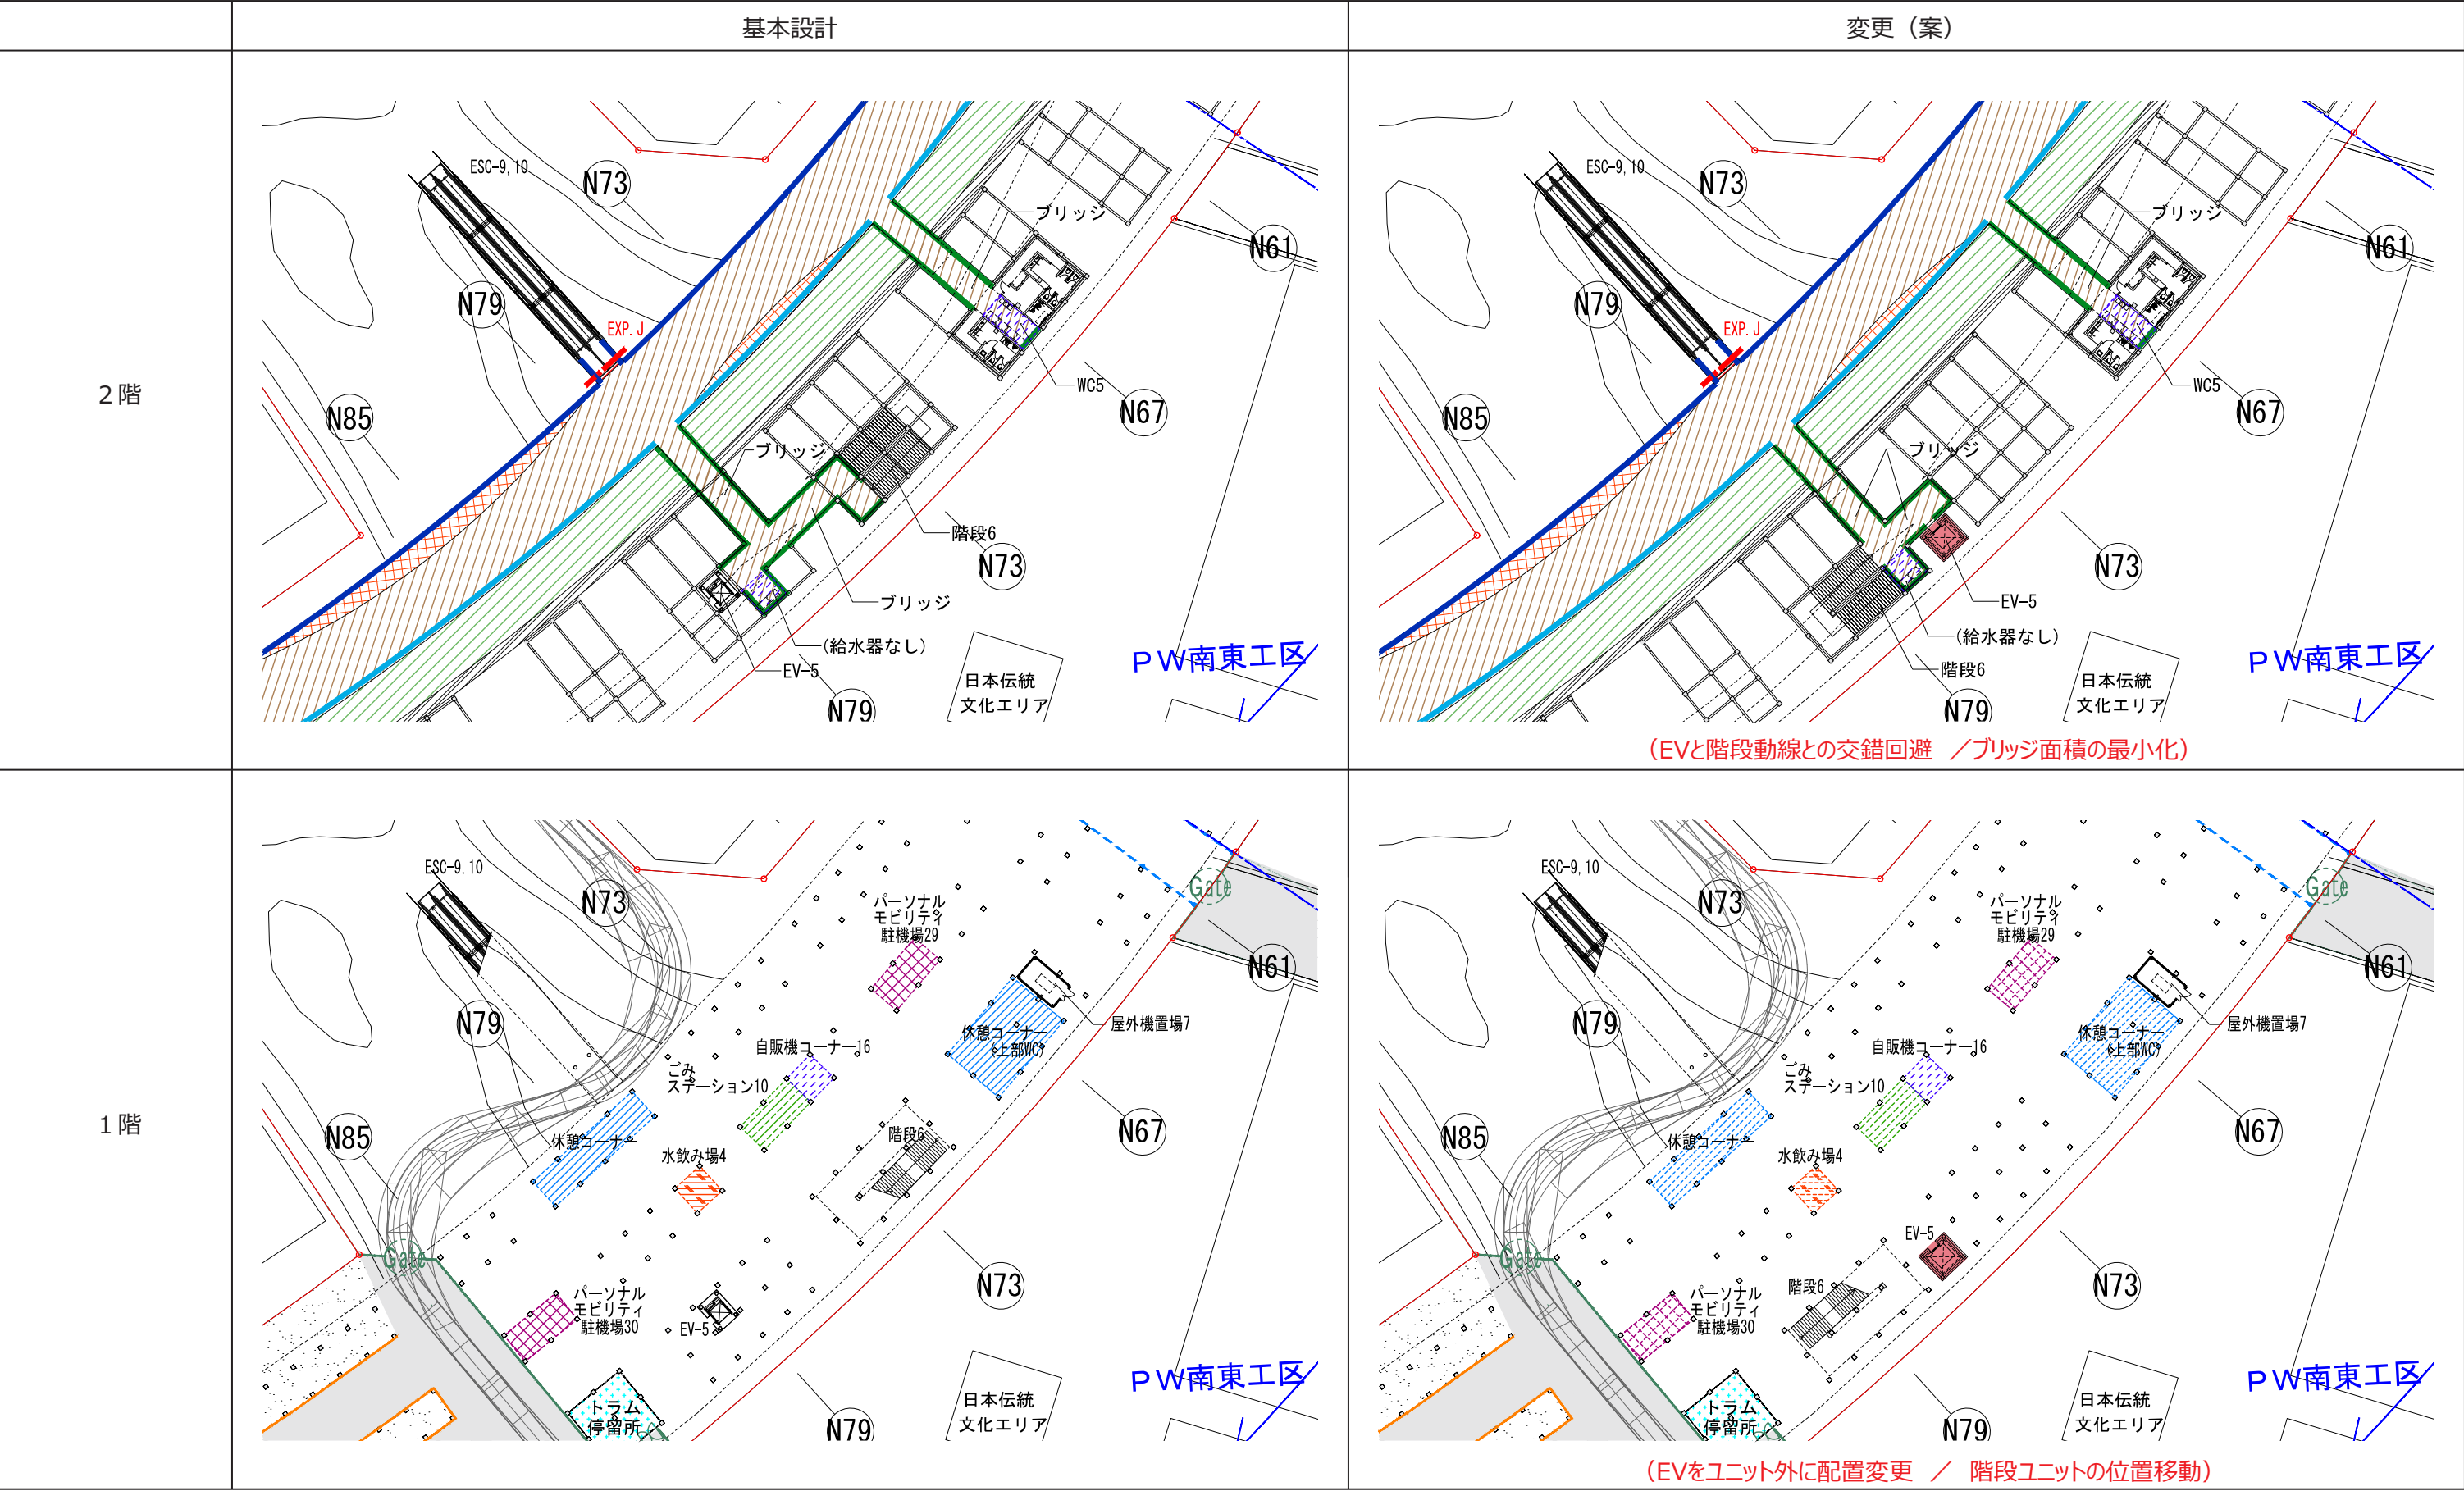 基本設計
変更（案）
２階
ESC-9,10
N73
ブリッジ
N61
N79
EXP.J
WC5
N67
N85
ブリッジ
階段6
N73
ブリッジ
(給水器なし)
EV-5
日本伝統
文化エリア
N79
ＰＷ南東工区
ESC-9,10
N73
ブリッジ
N61
N79
EXP.J
WC5
N67
N85
ブリッジ
N73
EV-5
(給水器なし)
階段6
日本伝統
文化エリア
N79
ＰＷ南東工区
（EVと階段動線との交錯回避　／ブリッジ面積の最小化）
１階
ESC-9,10
N73
Gate
パーソナル
モビリティ
駐機場29
N61
N79
休憩コーナー
(上部WC)
屋外機置場7
自販機コーナー16
ごみ
ステーション10
N67
N85
休憩コーナー
階段6
水飲み場4
Gate
N73
パーソナル
モビリティ
駐機場30
EV-5
トラム
停留所
日本伝統
文化エリア
N79
ＰＷ南東工区
ESC-9,10
N73
Gate
パーソナル
モビリティ
駐機場29
N61
N79
休憩コーナー
(上部WC)
屋外機置場7
自販機コーナー16
ごみ
ステーション10
N67
N85
休憩コーナー
水飲み場4
EV-5
Gate
階段6
N73
パーソナル
モビリティ
駐機場30
トラム
停留所
日本伝統
文化エリア
N79
ＰＷ南東工区
（EVをユニット外に配置変更　／　階段ユニットの位置移動）